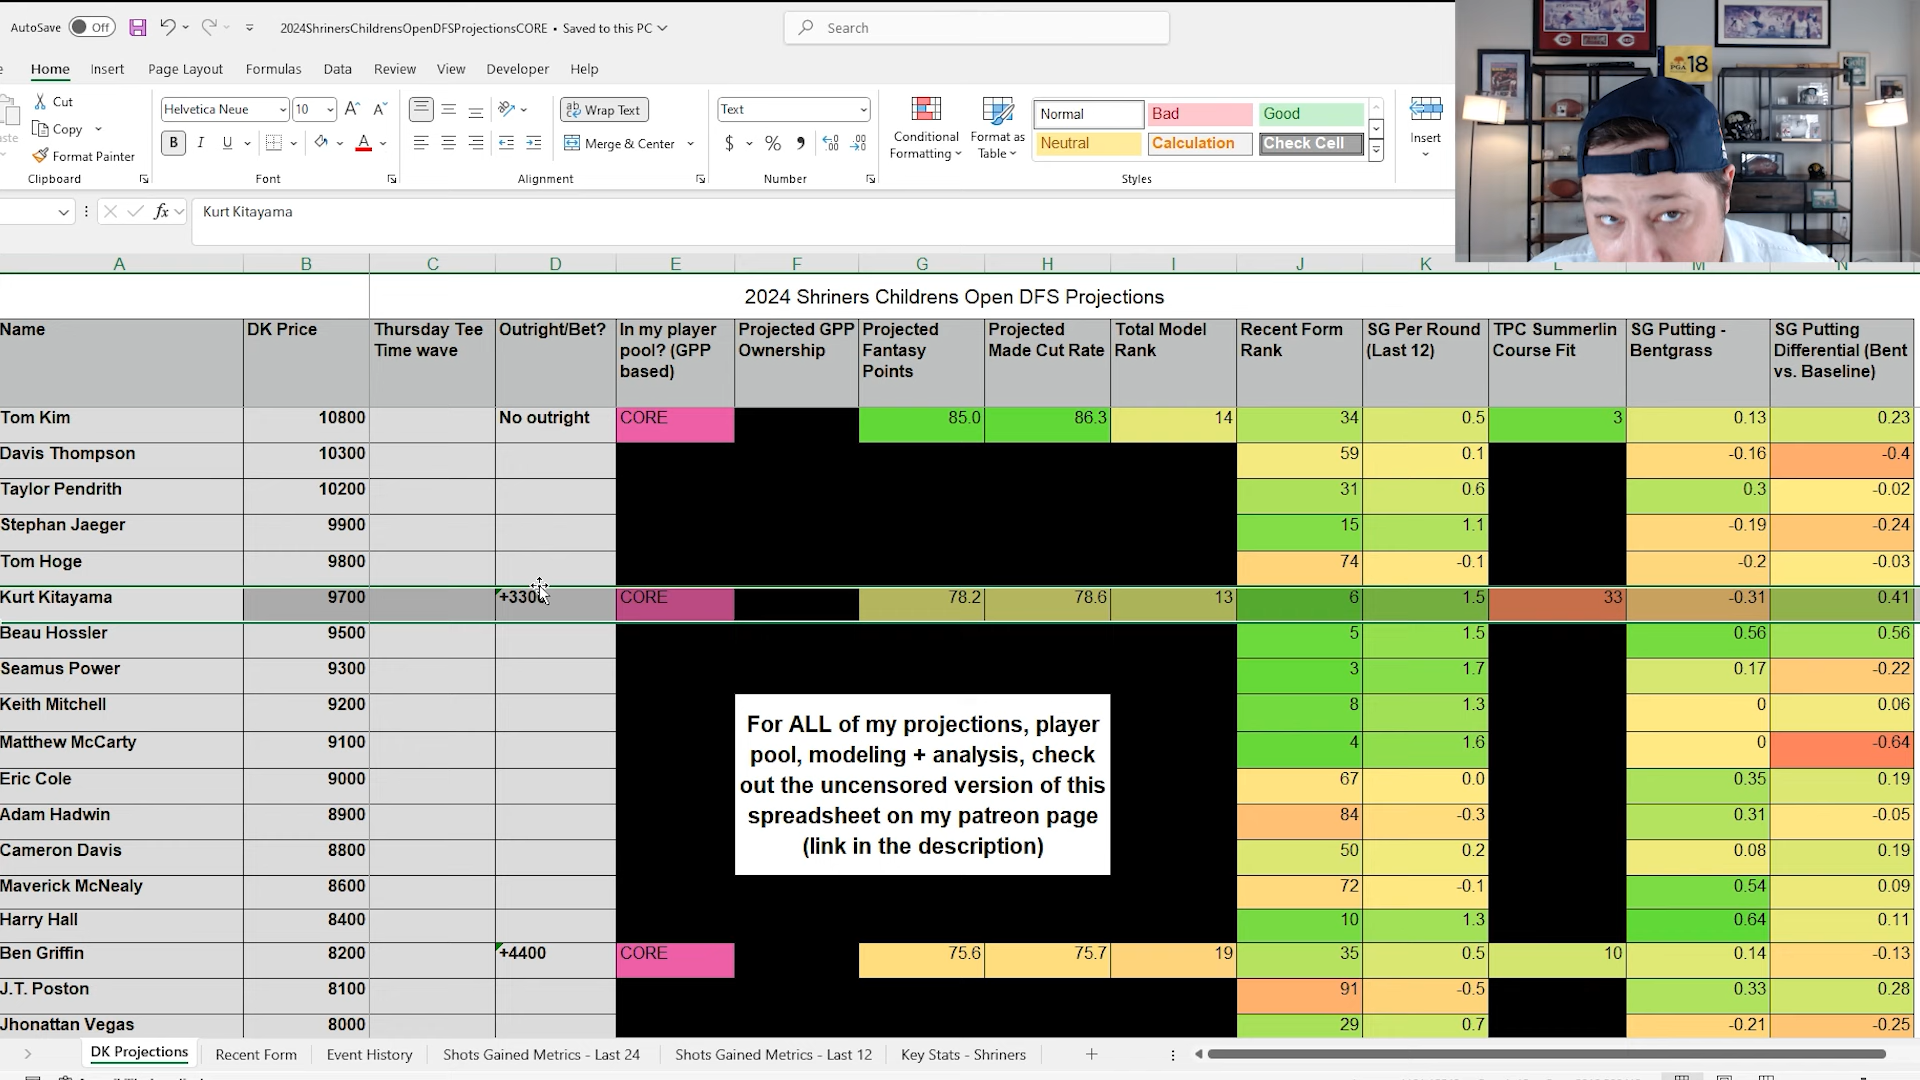 AutoSave Off 2024ShrinersChildrensOpenDFSProjectionsCORE • Saved to this PC Search
Home Insert Page Layout Formulas Data Review View Developer Help
Cut
Copy
Format Painter
Clipboard
Helvetica Neue 10
B I U A
Font
Wrap Text
Merge & Center
Alignment
Text
$ % 9
Number
Conditional Formatting
Format as Table
Normal Bad Good
Neutral Calculation Check Cell
Styles
Insert
PGA 18
fx Kurt Kitayama
A B C D E F G H I J K L M N
2024 Shriners Childrens Open DFS Projections
Name DK Price Thursday Tee Time wave Outright/Bet? In my player pool? (GPP based) Projected GPP Ownership Projected Fantasy Points Projected Made Cut Rate Total Model Rank Recent Form Rank SG Per Round (Last 12) TPC Summerlin Course Fit SG Putting - Bentgrass SG Putting Differential (Bent vs. Baseline)
Tom Kim 10800 No outright CORE 85.0 86.3 14 34 0.5 3 0.13 0.23
Davis Thompson 10300 59 0.1 -0.16 -0.4
Taylor Pendrith 10200 31 0.6 0.3 -0.02
Stephan Jaeger 9900 15 1.1 -0.19 -0.24
Tom Hoge 9800 74 -0.1 -0.2 -0.03
Kurt Kitayama 9700 +3300 CORE 78.2 78.6 13 6 1.5 33 -0.31 0.41
Beau Hossler 9500 5 1.5 0.56 0.56
Seamus Power 9300 3 1.7 0.17 -0.22
Keith Mitchell 9200 8 1.3 0 0.06
Matthew McCarty 9100 4 1.6 0 -0.64
Eric Cole 9000 67 0.0 0.35 0.19
Adam Hadwin 8900 84 -0.3 0.31 -0.05
Cameron Davis 8800 50 0.2 0.08 0.19
Maverick McNealy 8600 72 -0.1 0.54 0.09
Harry Hall 8400 10 1.3 0.64 0.11
Ben Griffin 8200 +4400 CORE 75.6 75.7 19 35 0.5 10 0.14 -0.13
J.T. Poston 8100 91 -0.5 0.33 0.28
Jhonattan Vegas 8000 29 0.7 -0.21 -0.25
For ALL of my projections, player
pool, modeling + analysis, check
out the uncensored version of this
spreadsheet on my patreon page
(link in the description)
DK Projections Recent Form Event History Shots Gained Metrics - Last 24 Shots Gained Metrics - Last 12 Key Stats - Shriners